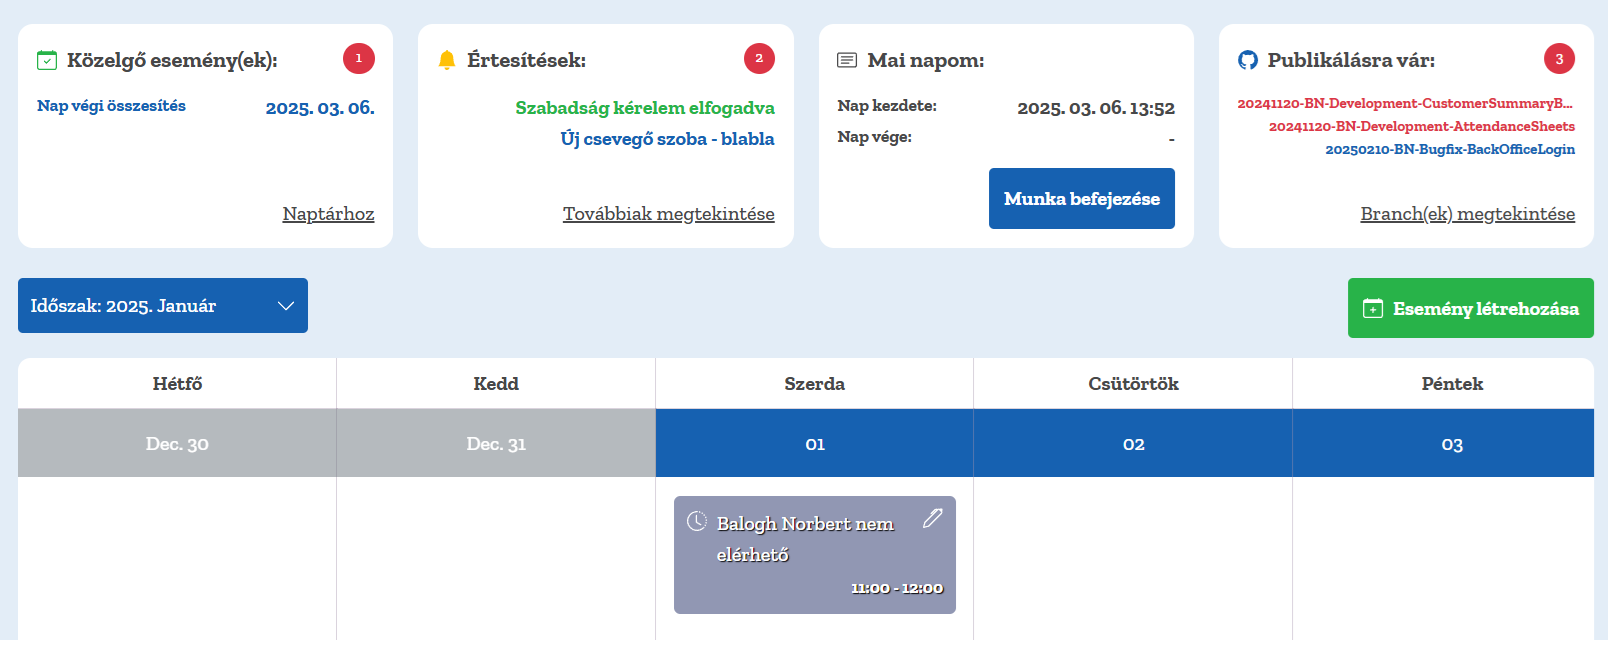 Közelgő esemény(ek):
1
Nap végi összesítés
2025. 03. 06.
Naptárhoz
Értesítések:
2
Szabadság kérelem elfogadva
Új csevegő szoba - blabla
Továbbiak megtekintése
Mai napom:
Nap kezdete:
2025. 03. 06. 13:52
Nap vége:
-
Munka befejezése
Publikálásra vár:
3
20241120-BN-Development-CustomerSummaryB...
20241120-BN-Development-AttendanceSheets
20250210-BN-Bugfix-BackOfficeLogin
Branch(ek) megtekintése
Időszak: 2025. Január
Esemény létrehozása
Hétfő
Kedd
Szerda
Csütörtök
Péntek
Dec. 30
Dec. 31
01
02
03
Balogh Norbert nem
elérhető
11:00 - 12:00